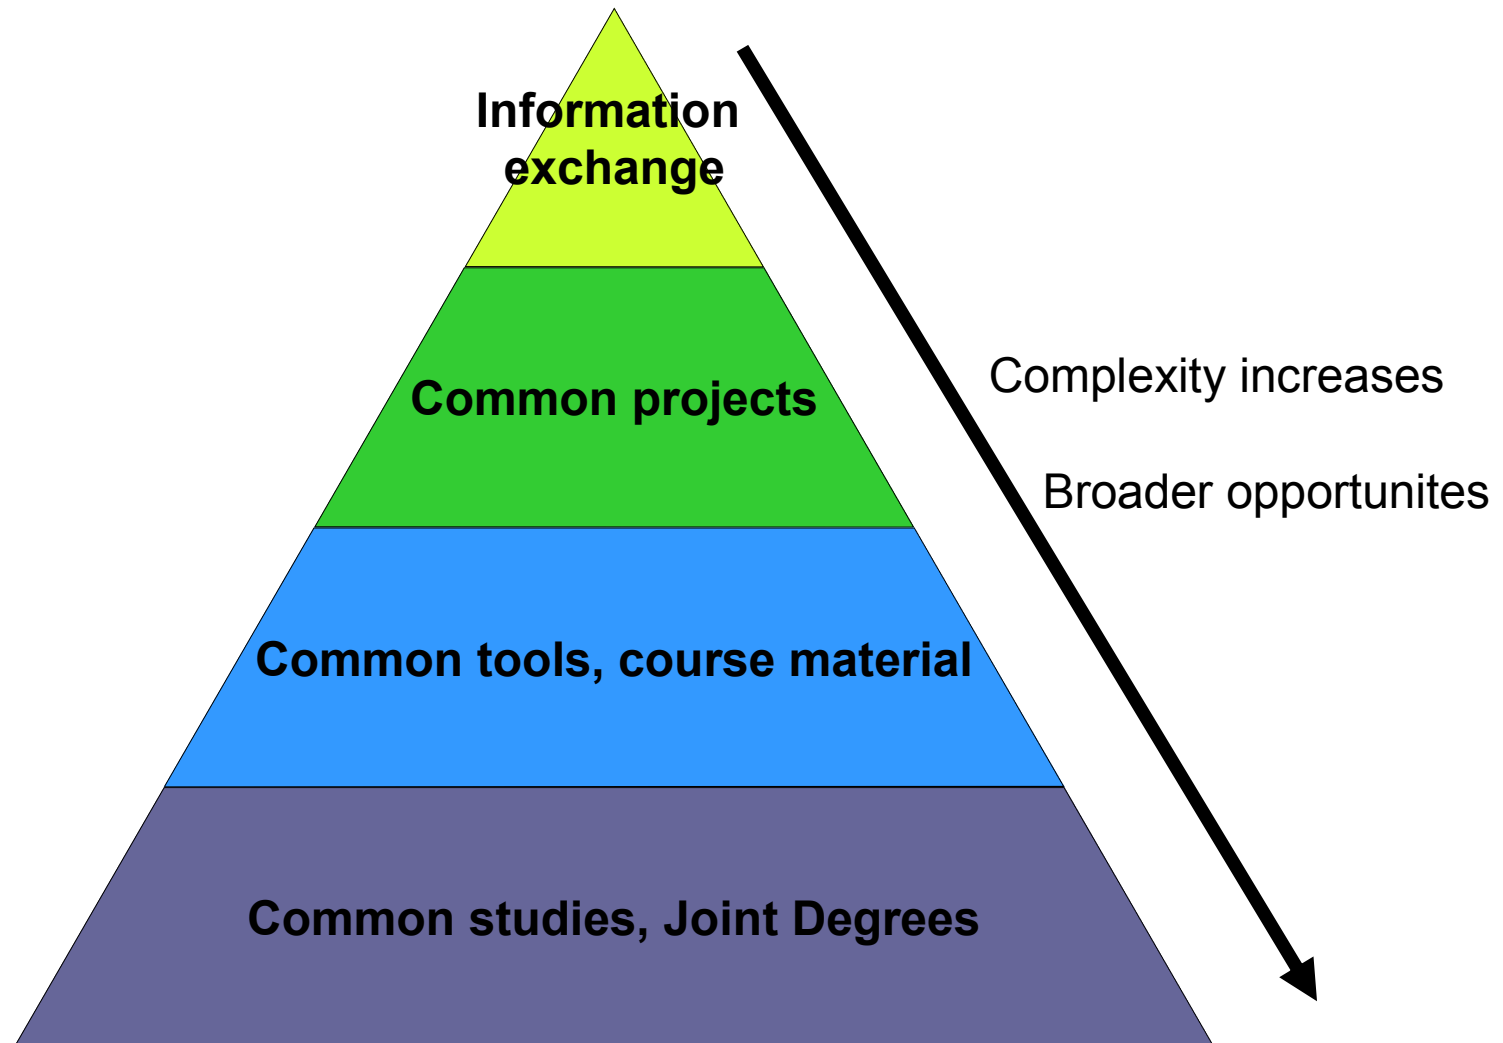 Information
exchange
Common projects
Complexity increases
Broader opportunites
Common tools, course material
Common studies, Joint Degrees